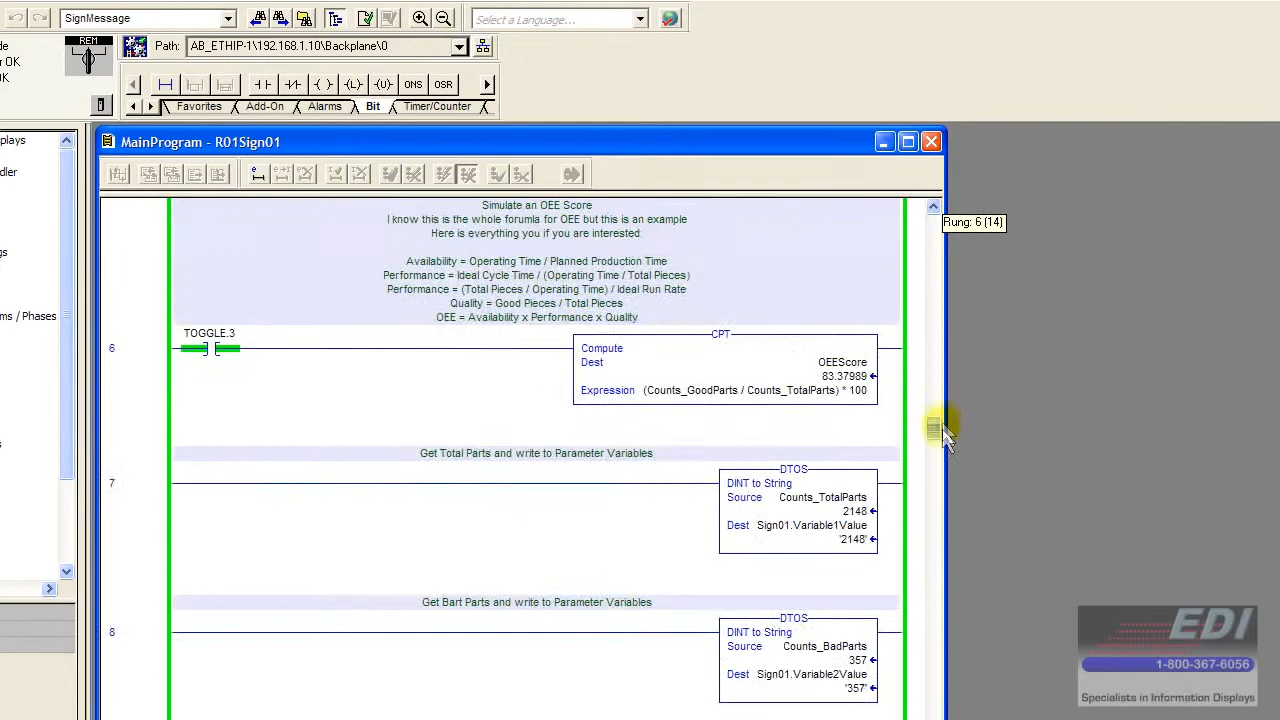 SignMessage
Select a Language...
REM
Path:
AB_ETHIP-1\192.168.1.10\Backplane\0
OK
OK
(L)
(U)
ONS
OSR
Favorites
Add-On
Alarms
Bit
Timer/Counter
plays
MainProgram - R01Sign01
ms / Phases
Rung: 6 (14)
Simulate an OEE Score
I know this is the whole forumla for OEE but this is an example
Here is everything you if you are interested:
Availability = Operating Time / Planned Production Time
Performance = Ideal Cycle Time / (Operating Time / Total Pieces)
Performance = (Total Pieces / Operating Time) / Ideal Run Rate
Quality = Good Pieces / Total Pieces
OEE = Availability x Performance x Quality
TOGGLE.3
6
CPT
Compute
Dest OEEScore
83.37989
Expression (Counts_GoodParts / Counts_TotalParts) * 100
Get Total Parts and write to Parameter Variables
7
DTOS
DINT to String
Source Counts_TotalParts
2148
Dest Sign01.Variable1Value
'2148'
Get Bart Parts and write to Parameter Variables
8
DTOS
DINT to String
Source Counts_BadParts
357
Dest Sign01.Variable2Value
'357'
EDI
1-800-367-6056
Specialists in Information Displays